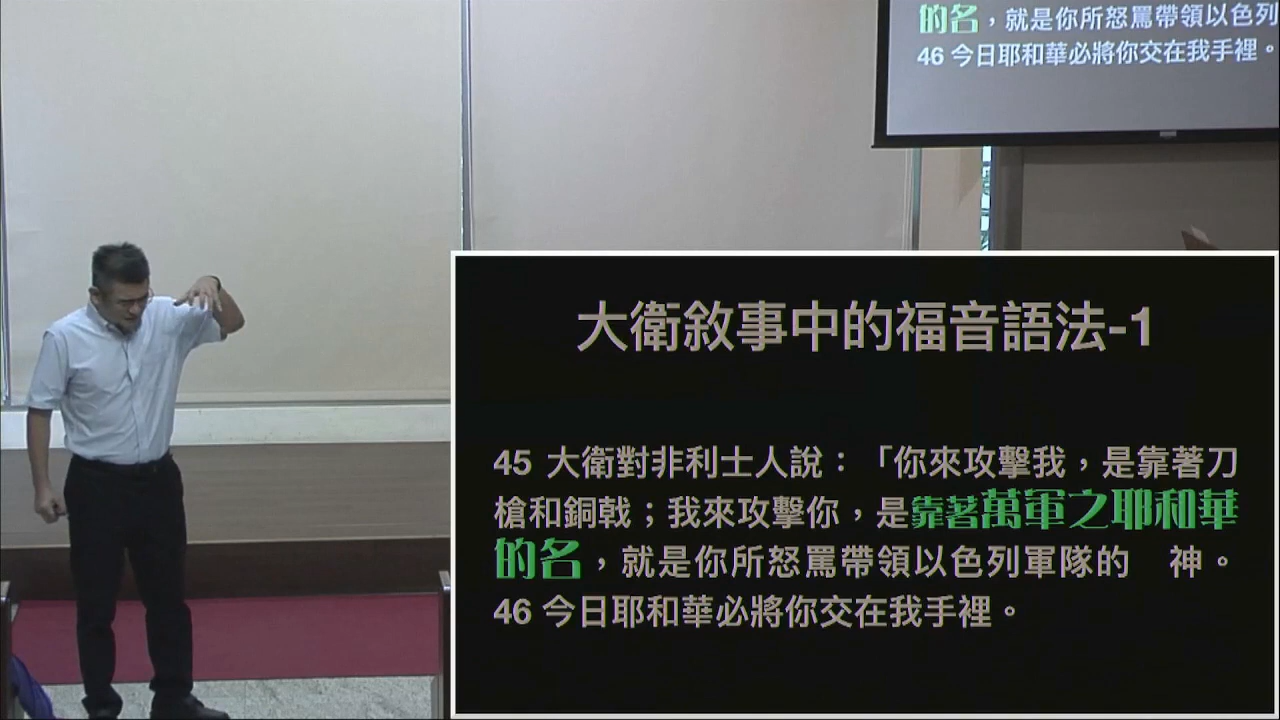 的名，就是你所怒罵帶領以色列
46 今日耶和華必將你交在我手裡。
大衛敘事中的福音語法-1
45 大衛對非利士人說：「你來攻擊我，是靠著刀
槍和銅戟；我來攻擊你，是靠著萬軍之耶和華
的名，就是你所怒罵帶領以色列軍隊的　神。
46 今日耶和華必將你交在我手裡。